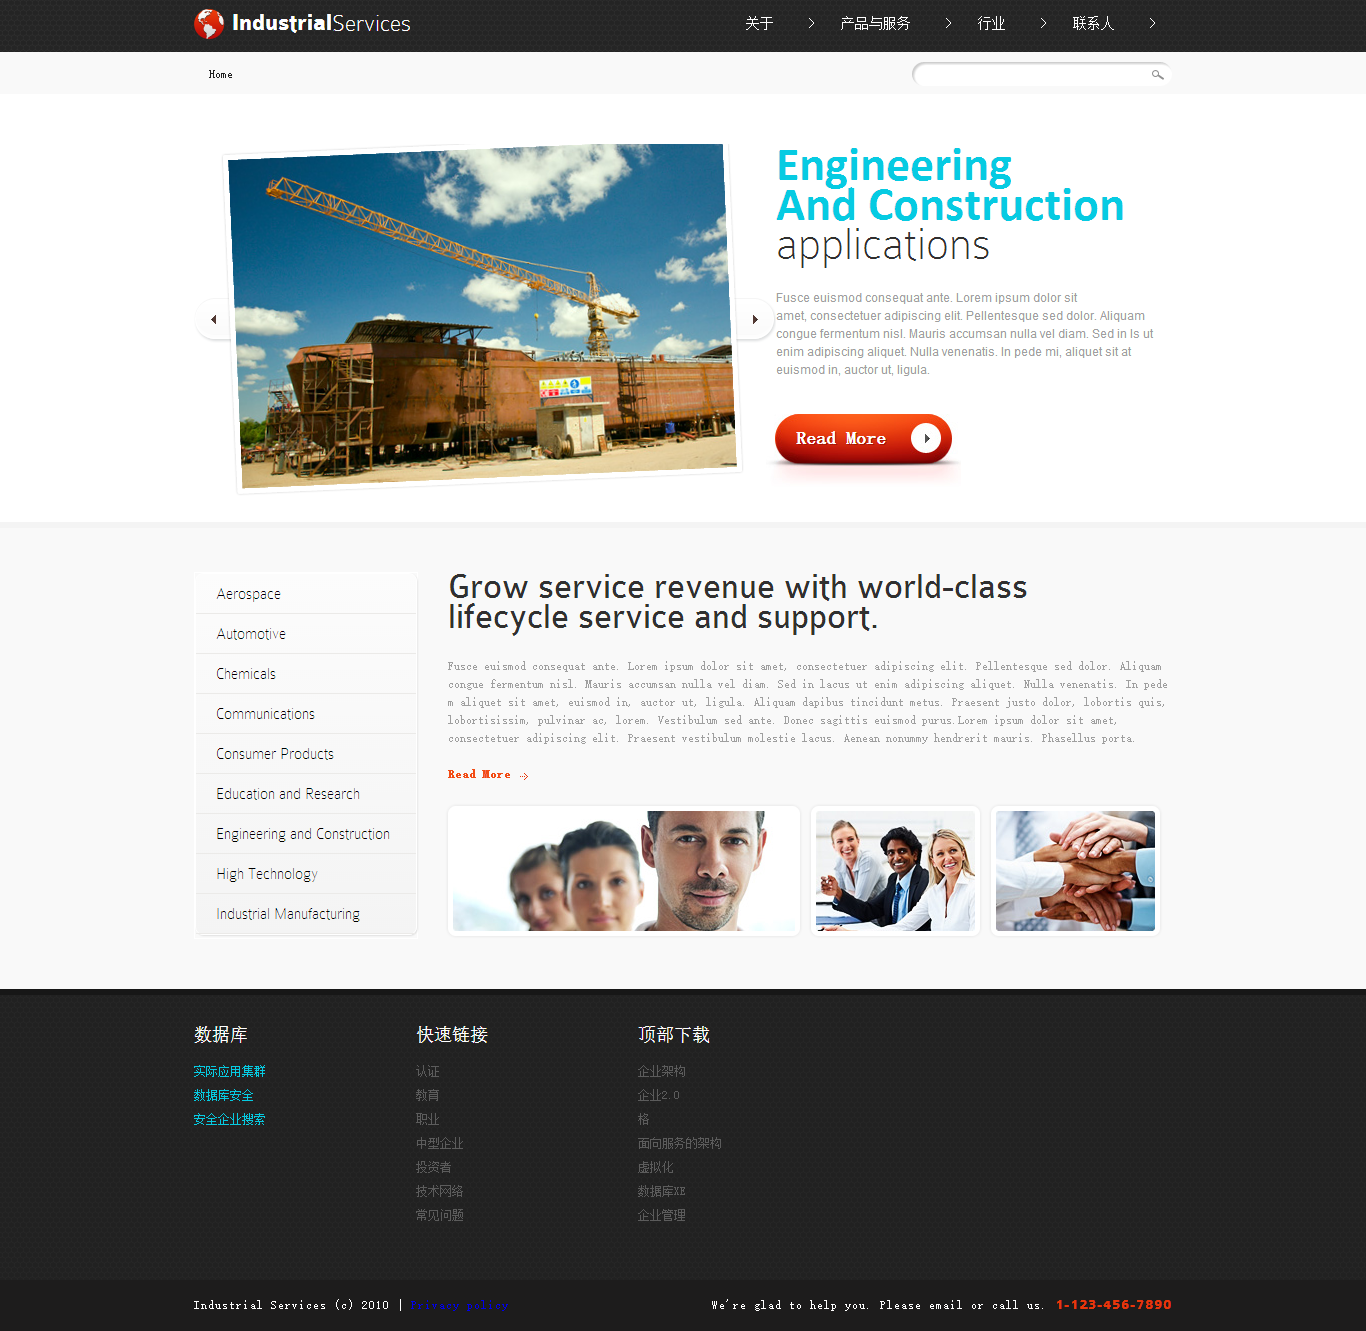 IndustrialServices
关于
产品与服务
行业
联系人
Home
Engineering
And Construction
applications
Fusce euismod consequat ante. Lorem ipsum dolor sit
amet, consectetuer adipiscing elit. Pellentesque sed dolor. Aliquam
congue fermentum nisl. Mauris accumsan nulla vel diam. Sed in ls ut
enim adipiscing aliquet. Nulla venenatis. In pede mi, aliquet sit at
euismod in, auctor ut, ligula.
Read More
Aerospace
Automotive
Chemicals
Communications
Consumer Products
Education and Research
Engineering and Construction
High Technology
Industrial Manufacturing
Grow service revenue with world-class
lifecycle service and support.
Fusce euismod consequat ante. Lorem ipsum dolor sit amet, consectetuer adipiscing elit. Pellentesque sed dolor. Aliquam
congue fermentum nisl. Mauris accumsan nulla vel diam. Sed in lacus ut enim adipiscing aliquet. Nulla venenatis. In pede
m aliquet sit amet, euismod in, auctor ut, ligula. Aliquam dapibus tincidunt metus. Praesent justo dolor, lobortis quis,
lobortisissim, pulvinar ac, lorem. Vestibulum sed ante. Donec sagittis euismod purus.Lorem ipsum dolor sit amet,
consectetuer adipiscing elit. Praesent vestibulum molestie lacus. Aenean nonummy hendrerit mauris. Phasellus porta.
Read More
数据库
实际应用集群
数据库安全
安全企业搜索
快速链接
认证
教育
职业
中型企业
投资者
技术网络
常见问题
顶部下载
企业架构
企业2.0
格
面向服务的架构
虚拟化
数据库XE
企业管理
Industrial Services (c) 2010 | Privacy policy
We're glad to help you. Please email or call us. 1-123-456-7890